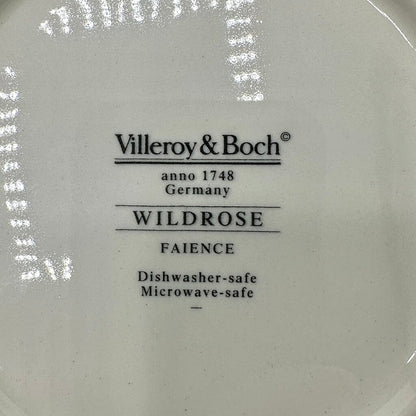 Villeroy & Boch©
anno 1748
Germany
WILDROSE
FAIENCE
Dishwasher-safe
Microwave-safe